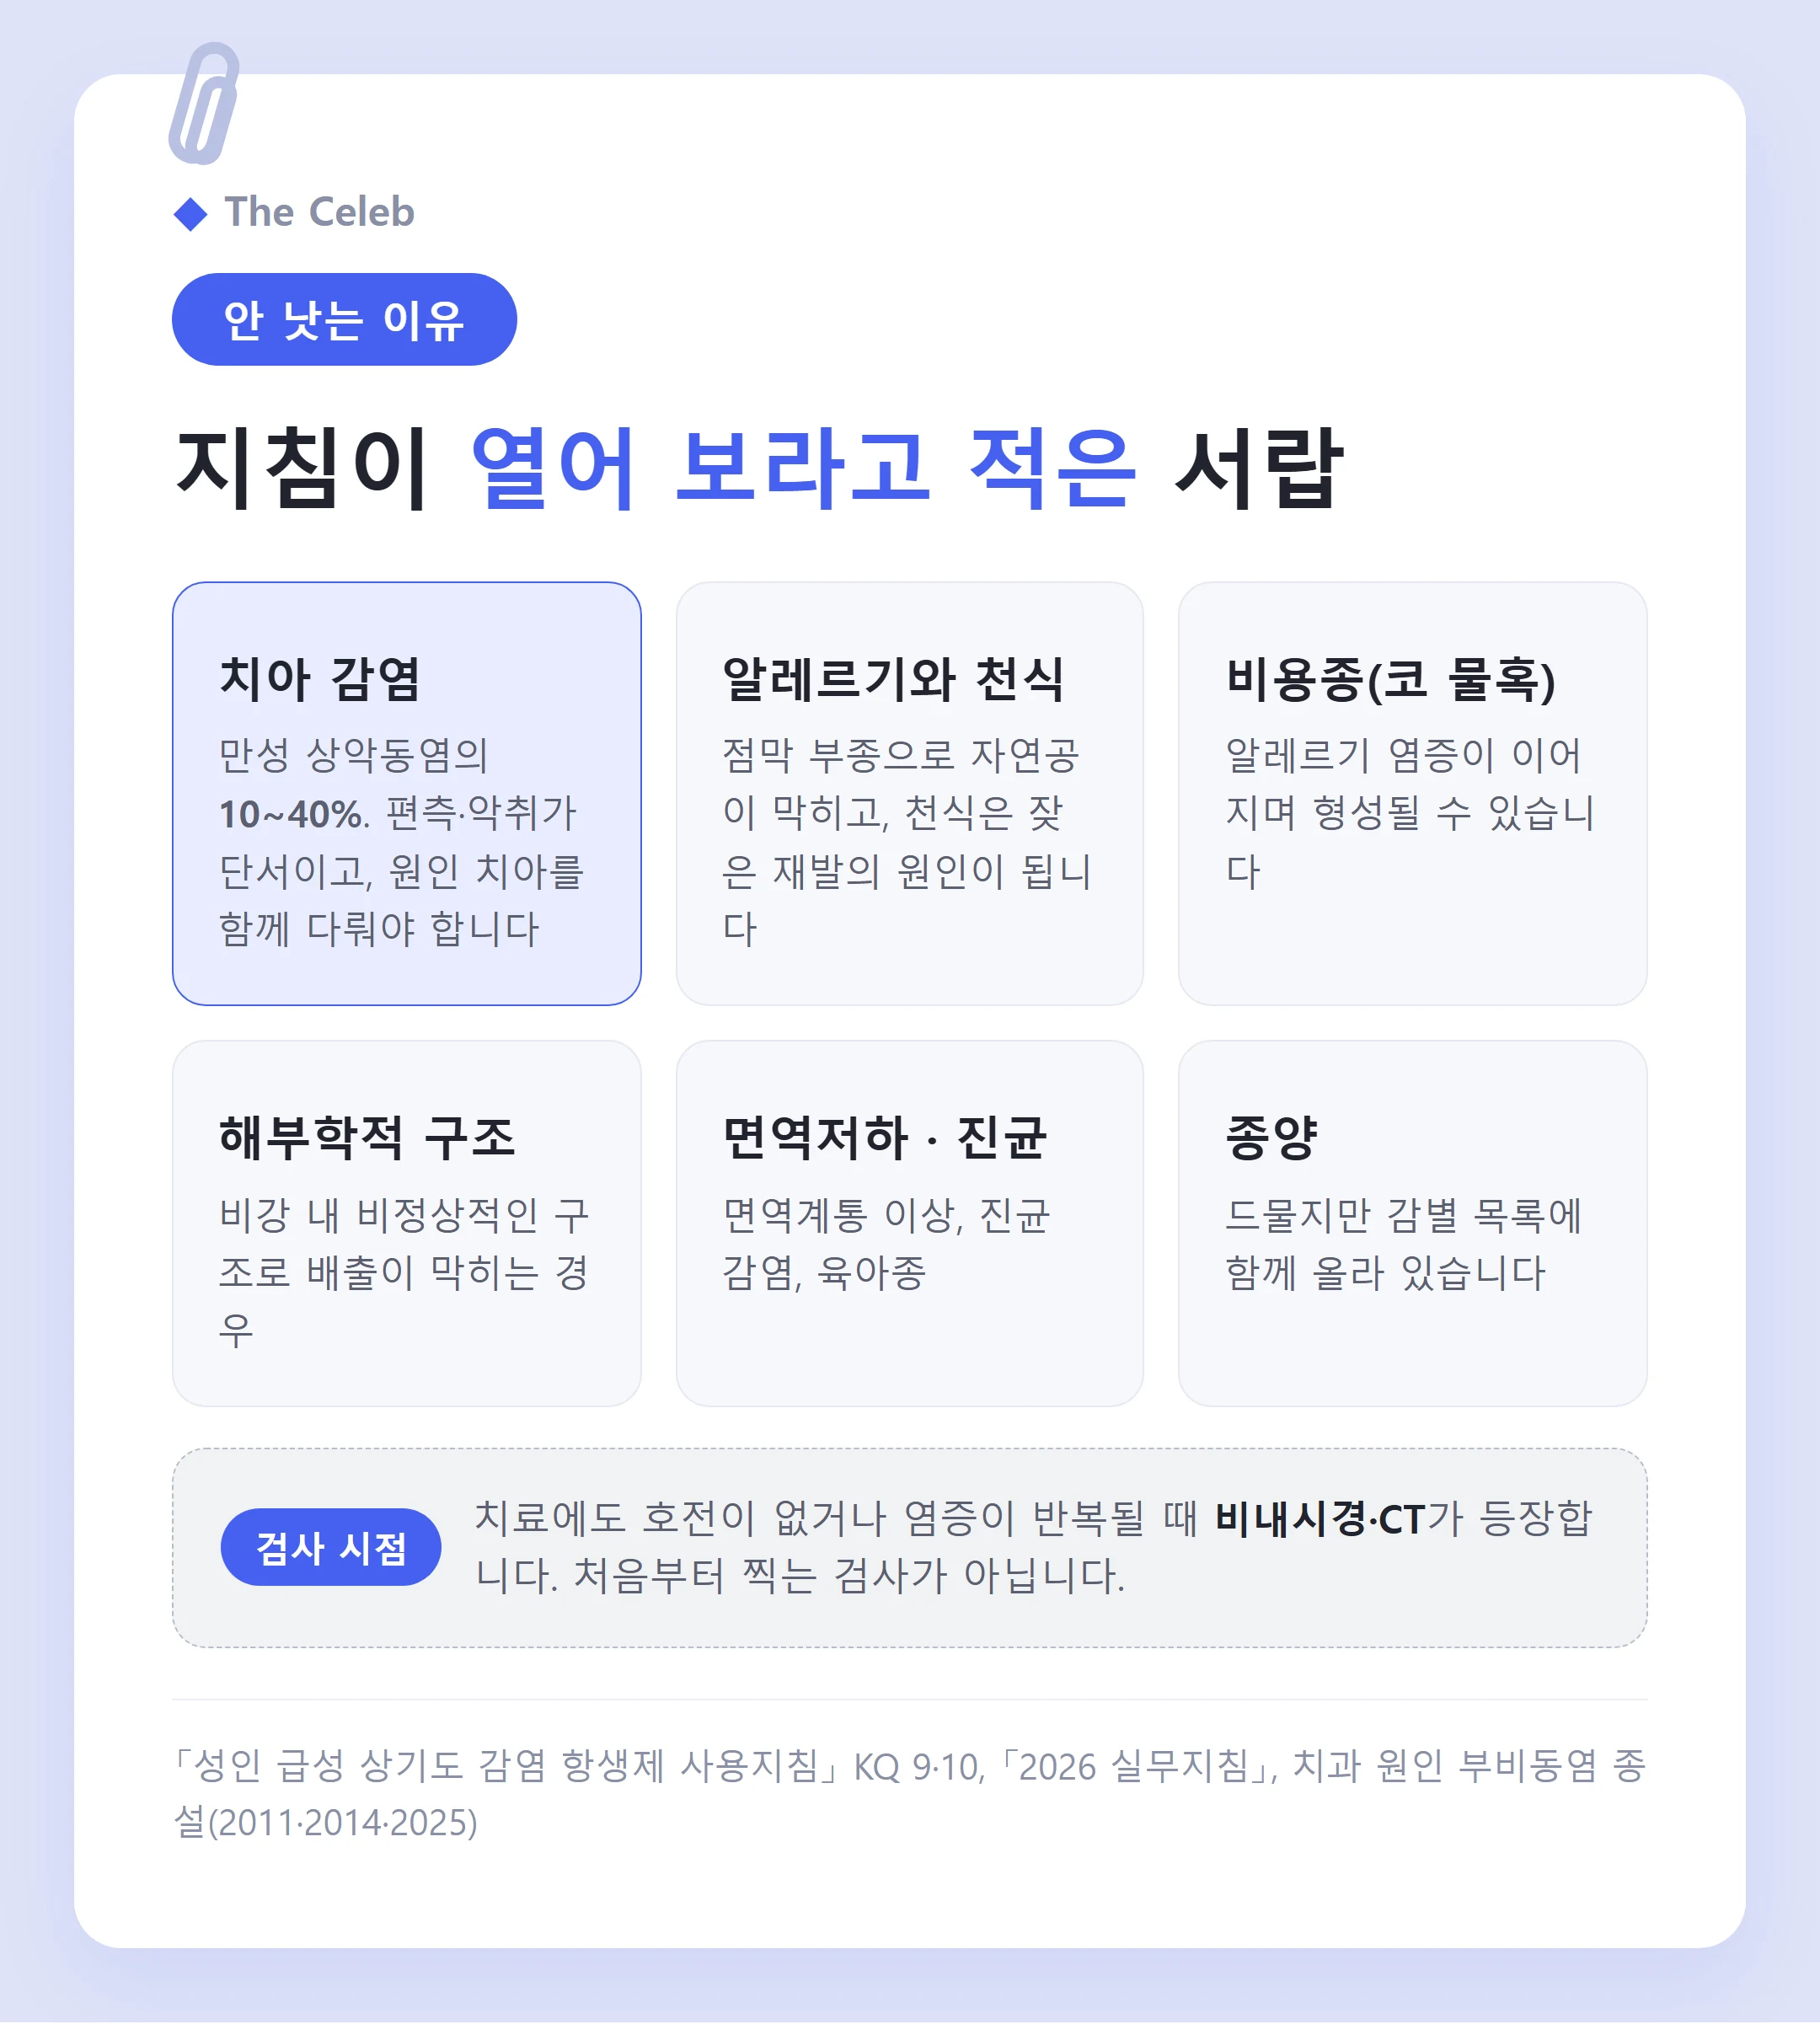 The Celeb
안 낫는 이유
지침이 열어 보라고 적은 서랍
치아 감염
만성 상악동염의
10~40%. 편측·악취가
단서이고, 원인 치아를
함께 다뤄야 합니다
알레르기와 천식
점막 부종으로 자연공
이 막히고, 천식은 잦
은 재발의 원인이 됩니
다
비용종(코 물혹)
알레르기 염증이 이어
지며 형성될 수 있습니
다
해부학적 구조
비강 내 비정상적인 구
조로 배출이 막히는 경
우
면역저하 · 진균
면역계통 이상, 진균
감염, 육아종
종양
드물지만 감별 목록에
함께 올라 있습니다
검사 시점
치료에도 호전이 없거나 염증이 반복될 때 비내시경·CT가 등장합
니다. 처음부터 찍는 검사가 아닙니다.
「성인 급성 상기도 감염 항생제 사용지침」 KQ 9·10, 「2026 실무지침」, 치과 원인 부비동염 종
설(2011·2014·2025)